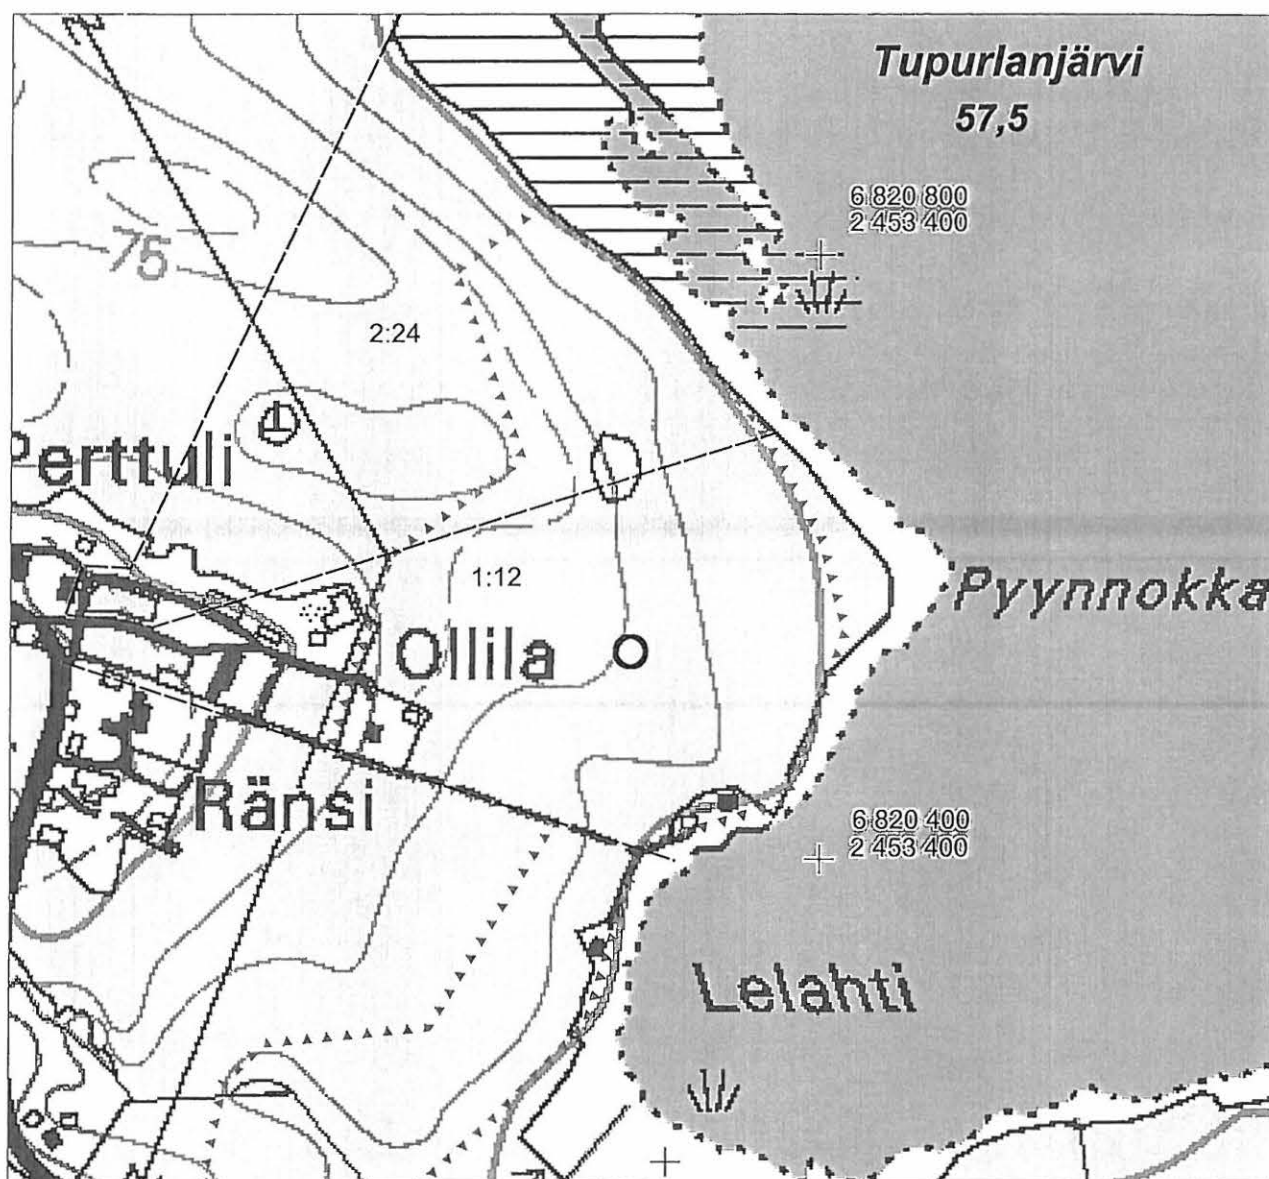 Tupurlanjärvi
57,5
6 820 800
2 453 400
75
2:24
Perttuli
1:12
Pyynnokka
Ollila
Ränsi
6 820 400
2 453 400
Lelahti